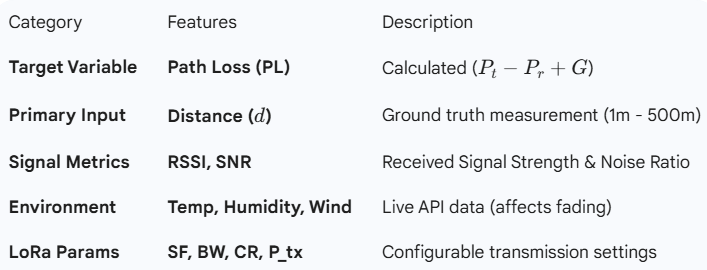 Category Features Description
Target Variable Path Loss (PL) Calculated (P_t − P_r + G)
Primary Input Distance (d) Ground truth measurement (1m - 500m)
Signal Metrics RSSI, SNR Received Signal Strength & Noise Ratio
Environment Temp, Humidity, Wind Live API data (affects fading)
LoRa Params SF, BW, CR, P_tx Configurable transmission settings